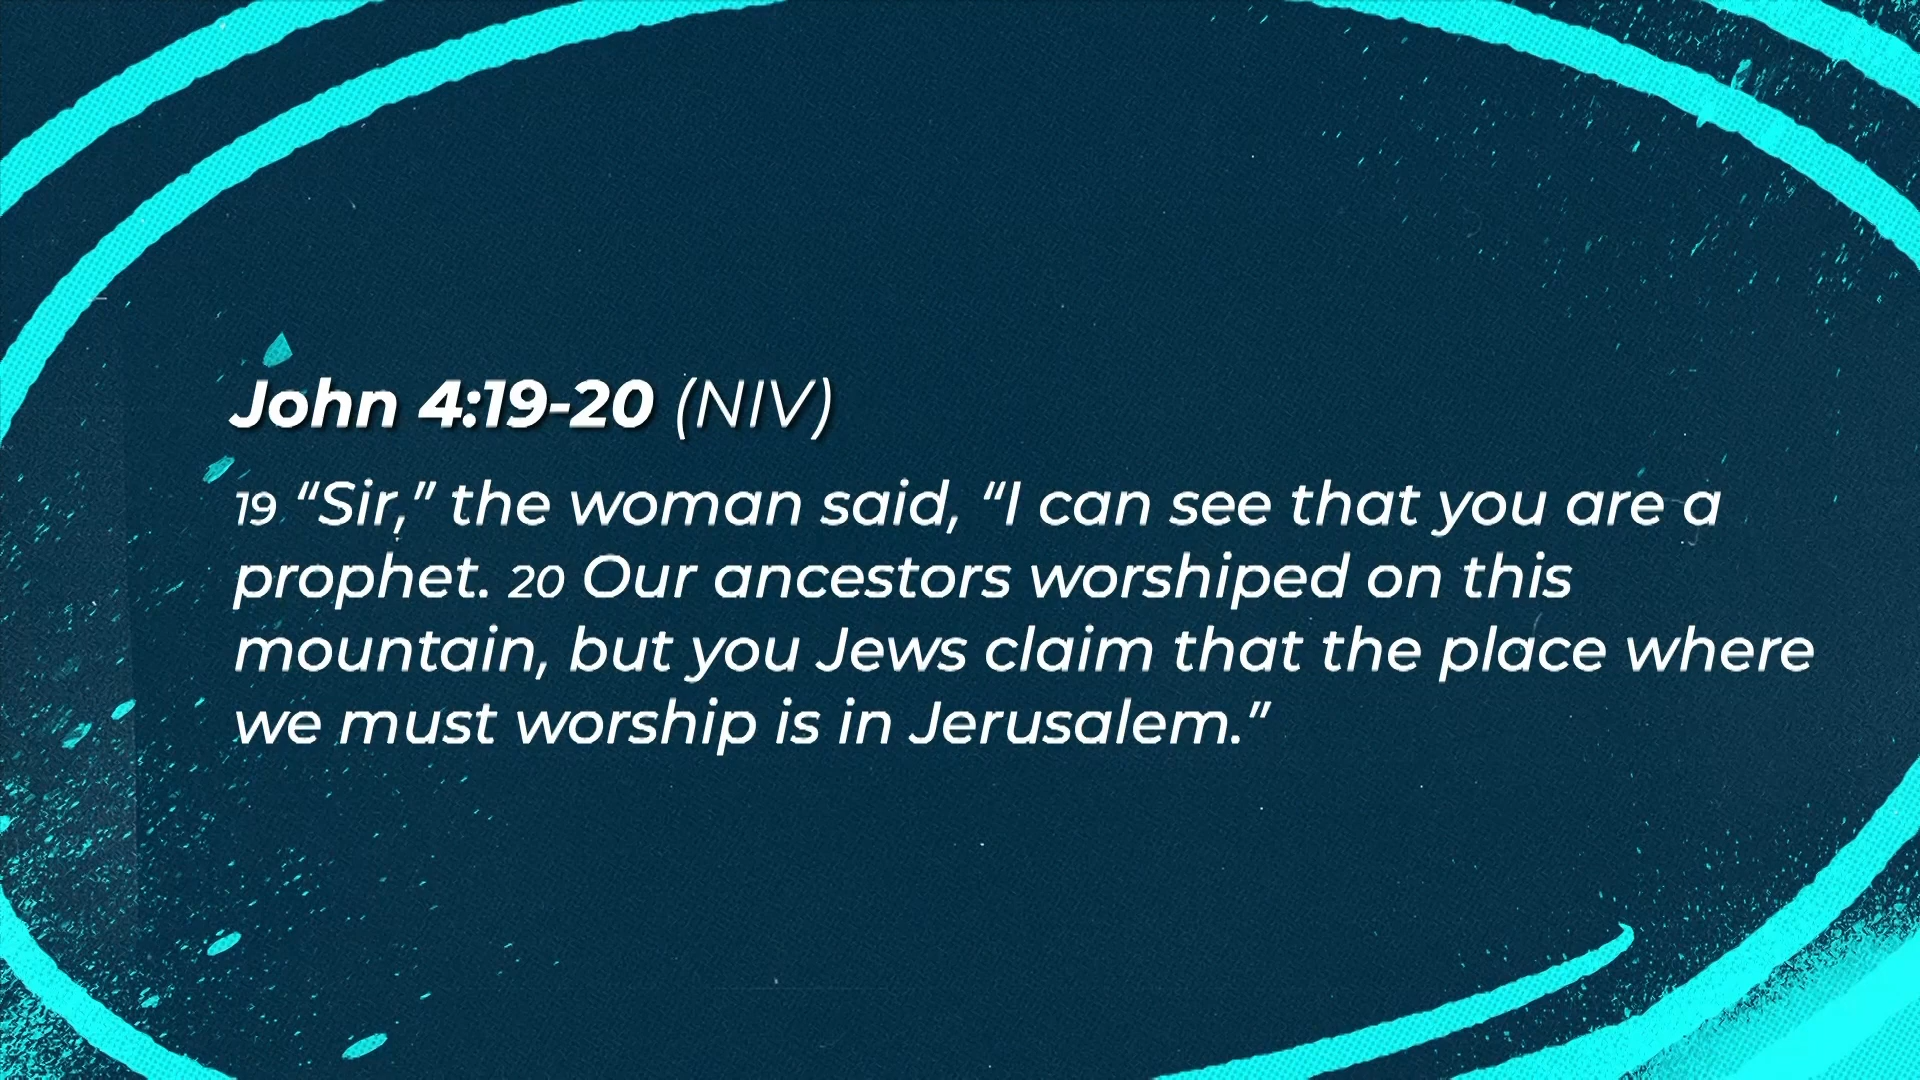 John 4:19-20 (NIV)
19 “Sir,” the woman said, “I can see that you are a
prophet. 20 Our ancestors worshiped on this
mountain, but you Jews claim that the place where
we must worship is in Jerusalem.”